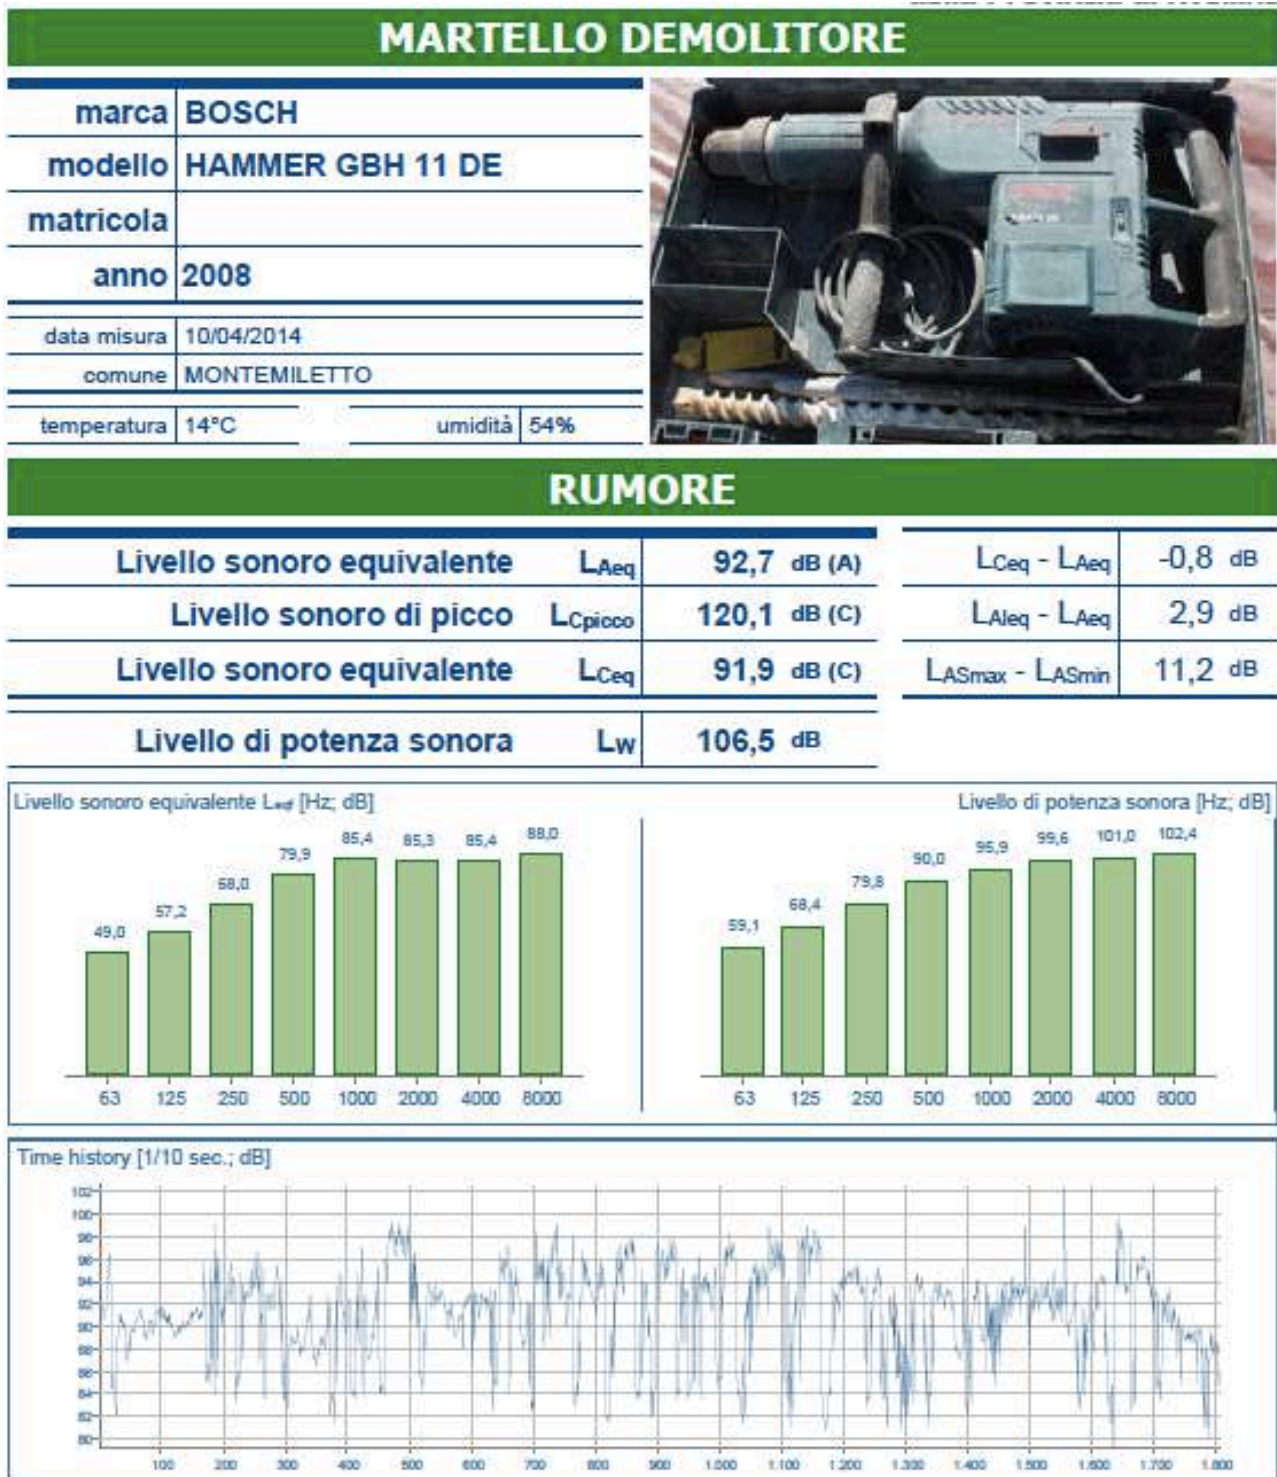 MARTELLO DEMOLITORE
marca BOSCH
modello HAMMER GBH 11 DE
matricola
anno 2008
data misura 10/04/2014
comune MONTEMILETTO
temperatura 14°C umidità 54%
RUMORE
Livello sonoro equivalente LAeq 92,7 dB (A)
Livello sonoro di picco LCpicco 120,1 dB (C)
Livello sonoro equivalente LCeq 91,9 dB (C)
Livello di potenza sonora LW 106,5 dB
LCeq - LAeq -0,8 dB
LAIeq - LAeq 2,9 dB
LASmax - LASmin 11,2 dB
Livello sonoro equivalente [Hz; dB]
49,0 57,2 68,0 79,9 85,4 85,3 85,4 88,0
63 125 250 500 1000 2000 4000 8000
Livello di potenza sonora [Hz; dB]
59,1 68,4 79,8 90,0 95,9 99,6 101,0 102,4
63 125 250 500 1000 2000 4000 8000
Time history [1/10 sec.; dB]
102
100
98
96
94
92
90
88
86
84
82
80
100 200 300 400 500 600 700 800 900 1.000 1.100 1.200 1.300 1.400 1.500 1.600 1.700 1.800